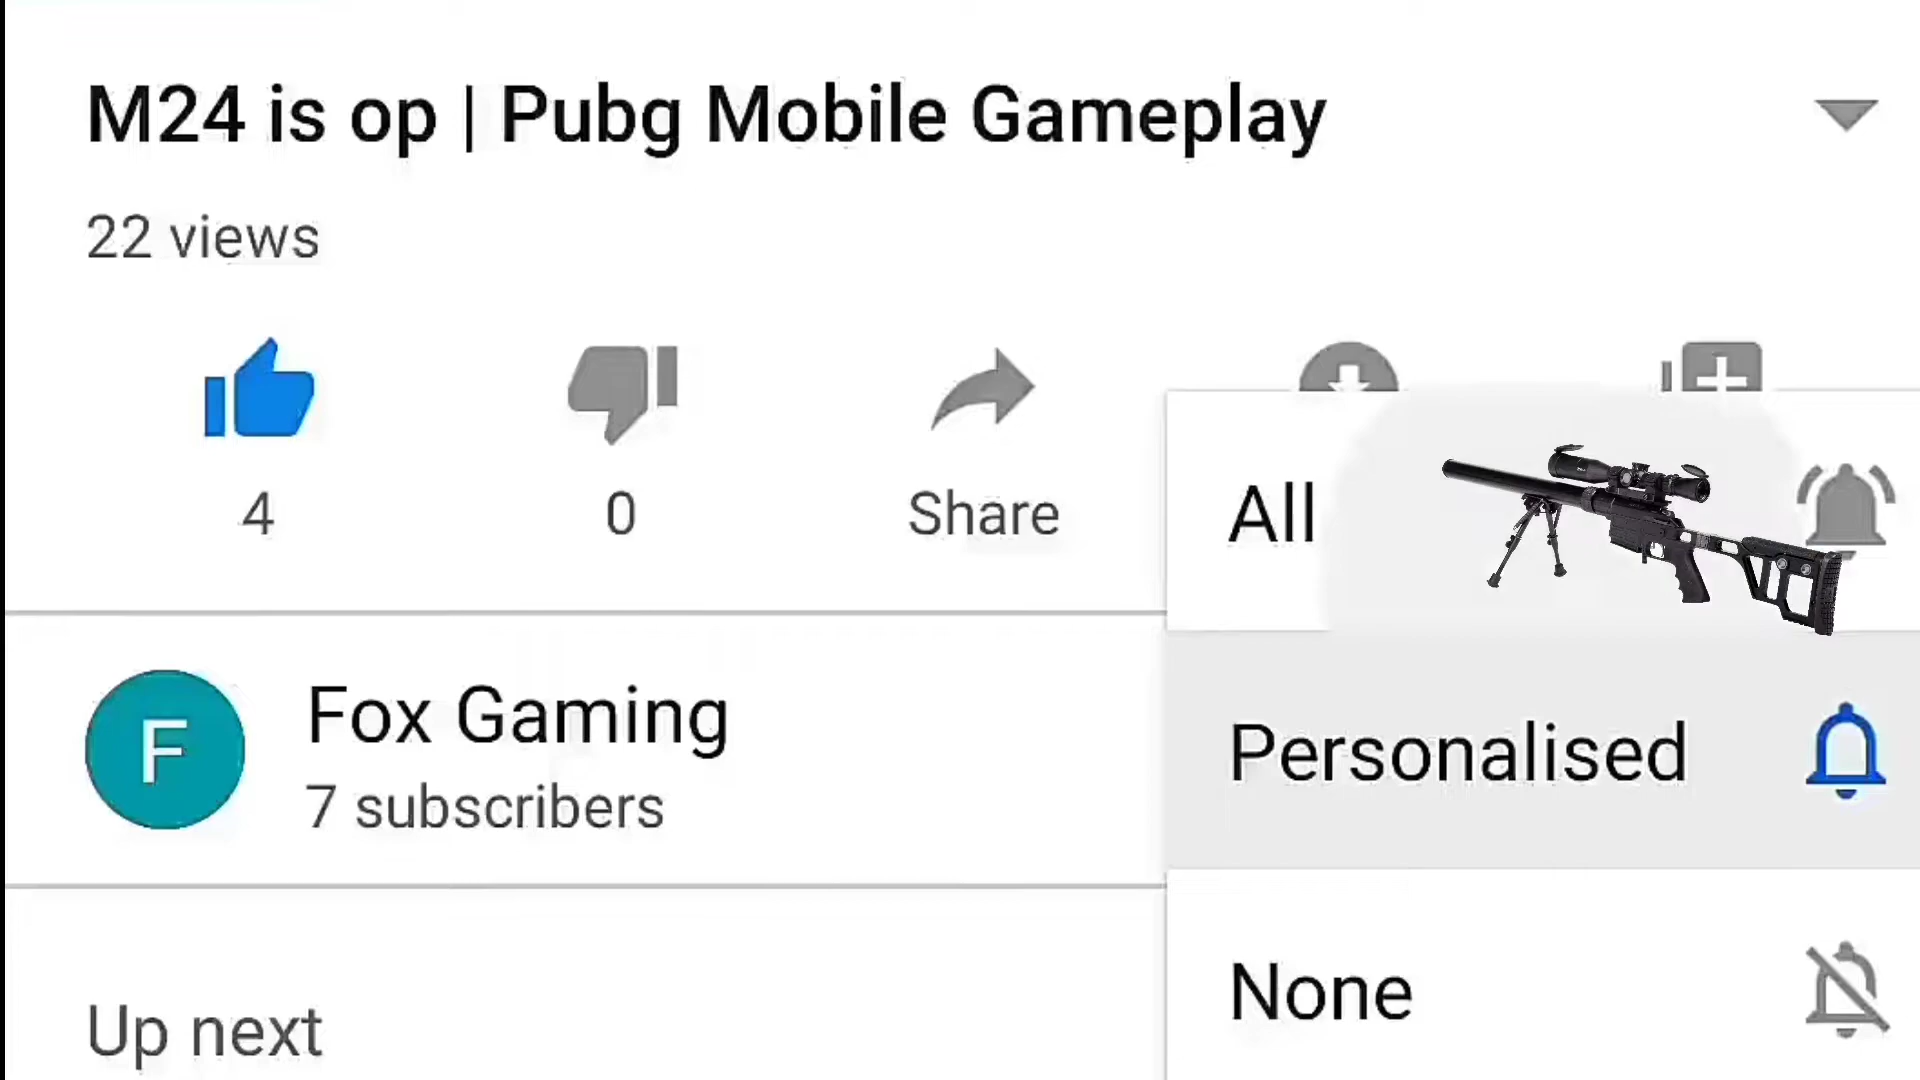 M24 is op | Pubg Mobile Gameplay
22 views
4
0
Share
All
F
Fox Gaming
7 subscribers
Personalised
None
Up next